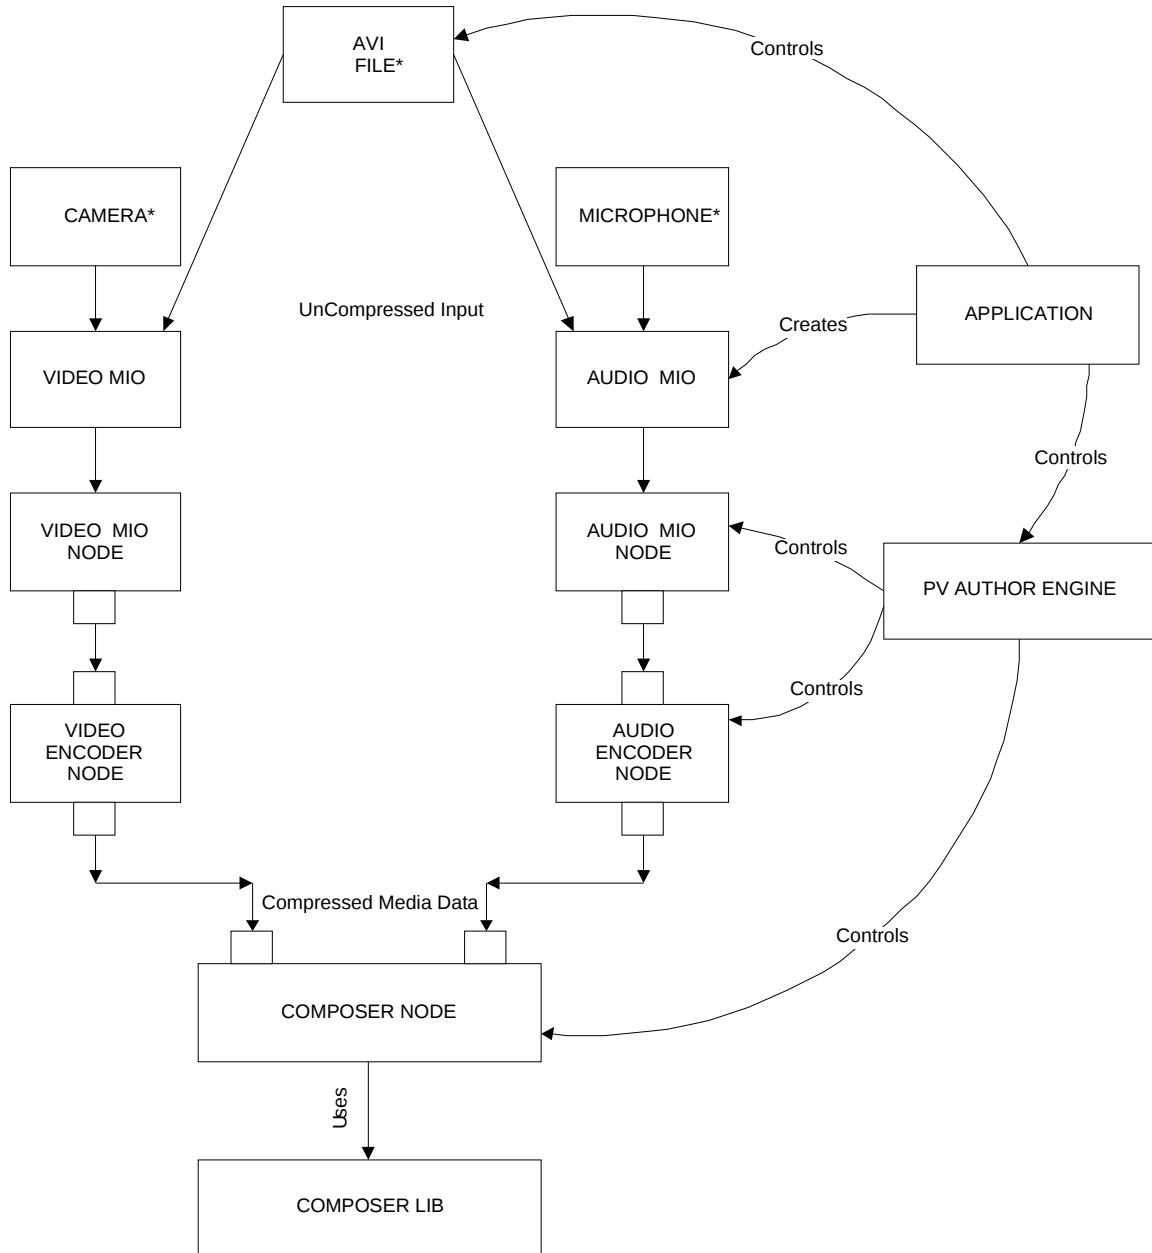 AVI
FILE*
Controls
CAMERA*
MICROPHONE*
UnCompressed Input
APPLICATION
Creates
VIDEO MIO
AUDIO MIO
Controls
VIDEO MIO
NODE
AUDIO MIO
NODE
Controls
PV AUTHOR ENGINE
Controls
VIDEO
ENCODER
NODE
AUDIO
ENCODER
NODE
Compressed Media Data
Controls
COMPOSER NODE
Uses
COMPOSER LIB